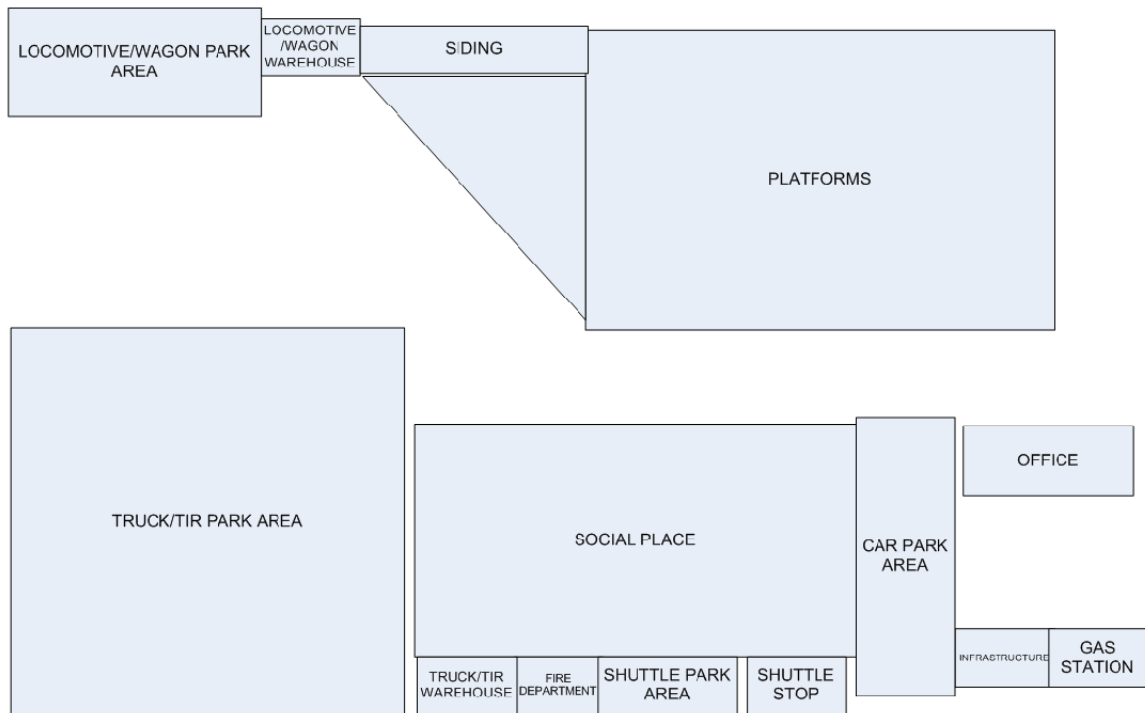 LOCOMOTIVE/WAGON PARK
AREA
LOCOMOTIVE
/WAGON
WAREHOUSE
SIDING
PLATFORMS
TRUCK/TIR PARK AREA
SOCIAL PLACE
CAR PARK
AREA
OFFICE
TRUCK/TIR
WAREHOUSE
FIRE
DEPARTMENT
SHUTTLE PARK
AREA
SHUTTLE
STOP
INFRASTRUCTURE
GAS
STATION